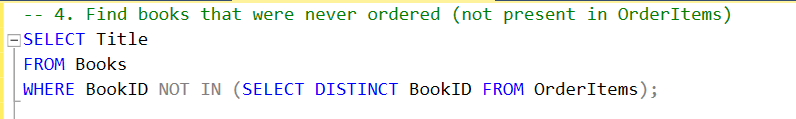 -- 4. Find books that were never ordered (not present in OrderItems)
SELECT Title
FROM Books
WHERE BookID NOT IN (SELECT DISTINCT BookID FROM OrderItems);